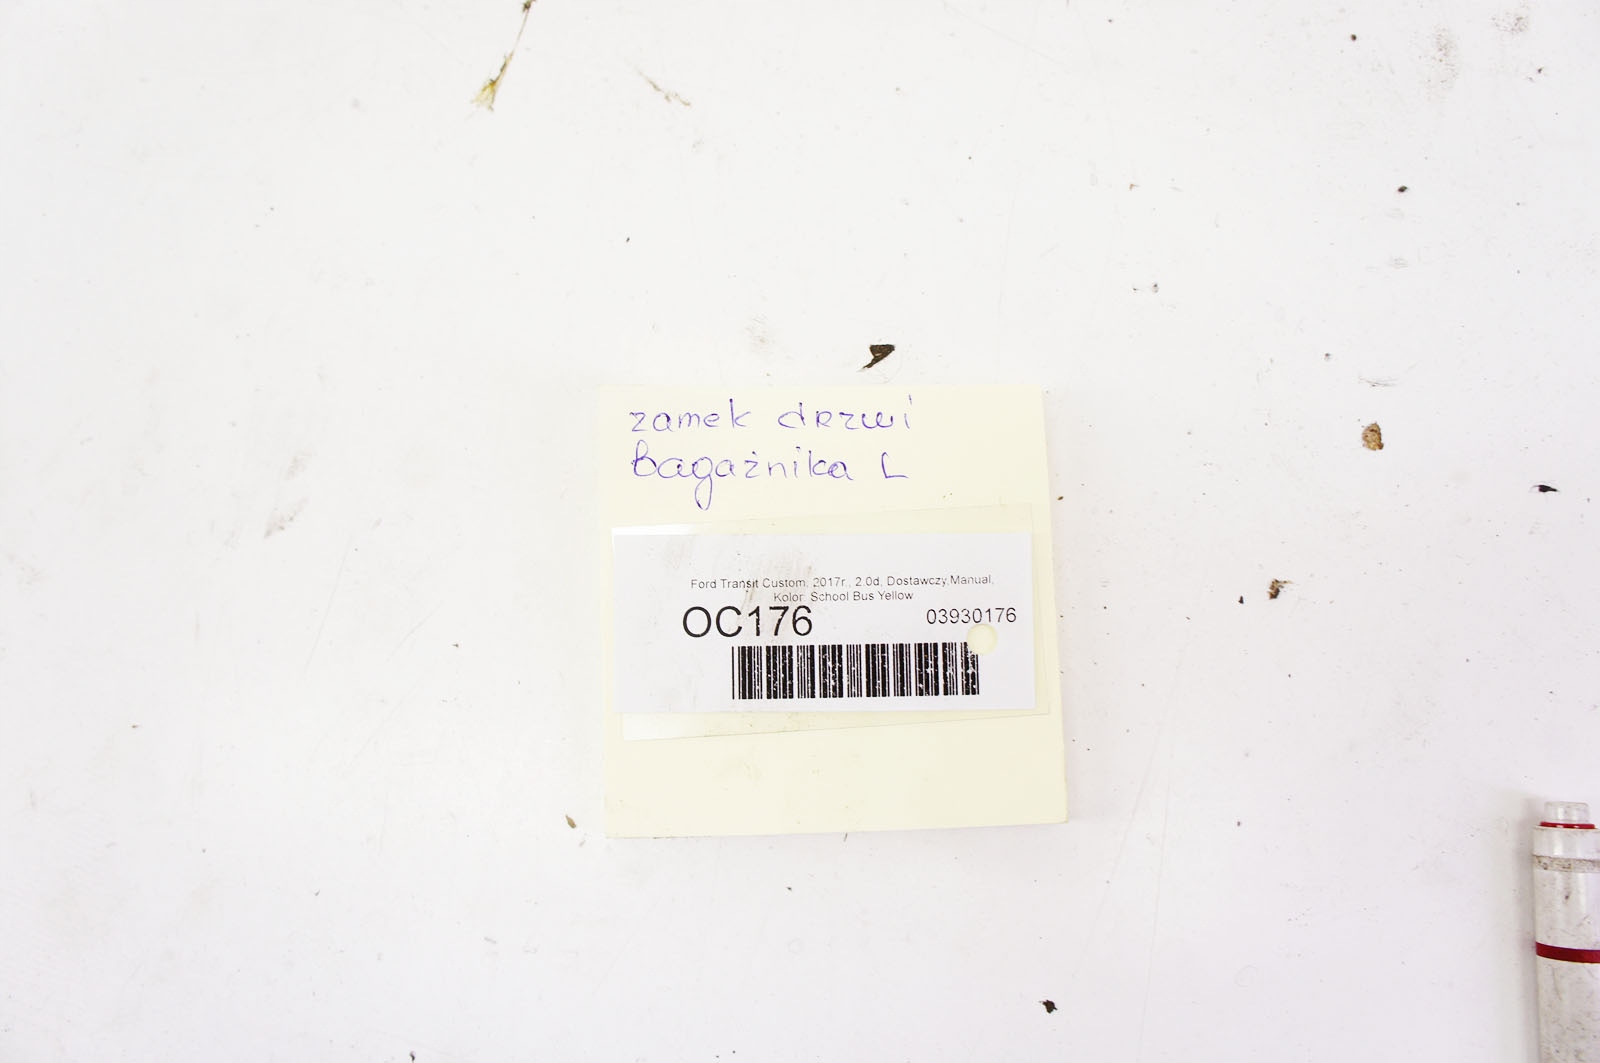 zamek drzwi
Bagażnika L
Ford Transit Custom, 2017r., 2.0d, Dostawczy,Manual,
Kolor: School Bus Yellow
OC176 03930176